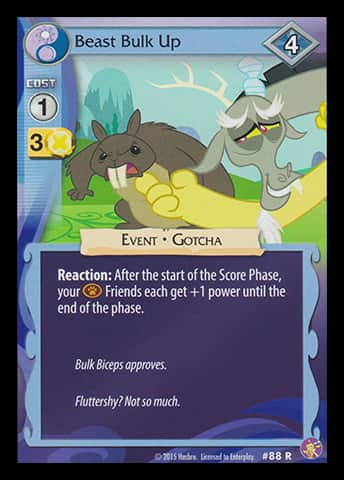 Beast Bulk Up
4
COST
1
3
EVENT • GOTCHA
Reaction: After the start of the Score Phase,
your Friends each get +1 power until the
end of the phase.
Bulk Biceps approves.
Fluttershy? Not so much.
© 2015 Hasbro. Licensed to Enterplay. #88 R